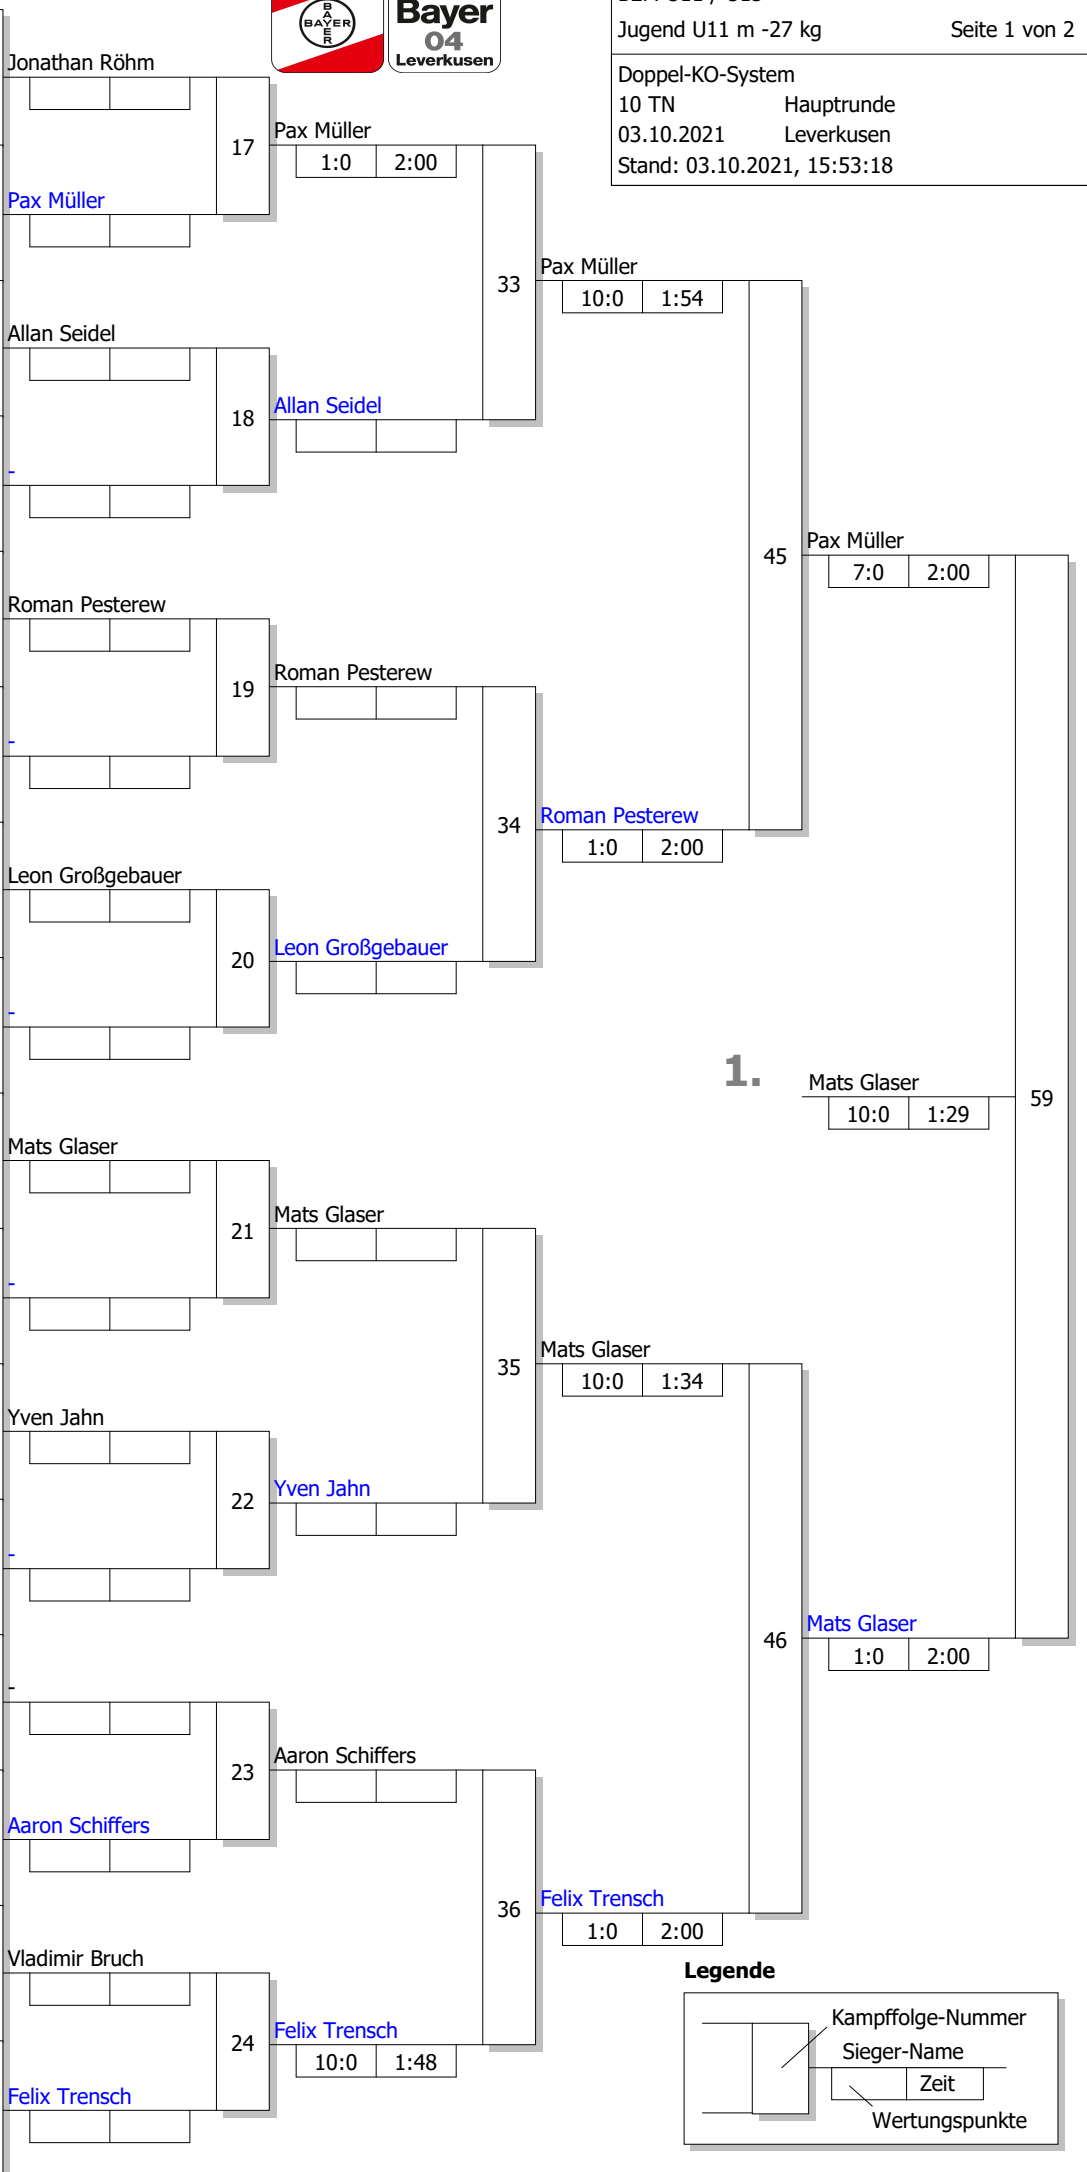 BAYER
BAYER
Bayer
04
Leverkusen
Jugend U11 m -27 kg Seite 1 von 2
Doppel-KO-System
10 TN Hauptrunde
03.10.2021 Leverkusen
Stand: 03.10.2021, 15:53:18
Jonathan Röhm
17
Pax Müller
1:0 2:00
Pax Müller
33
Pax Müller
10:0 1:54
Allan Seidel
18
Allan Seidel
-
45
Pax Müller
7:0 2:00
Roman Pesterew
19
Roman Pesterew
-
34
Roman Pesterew
1:0 2:00
Leon Großgebauer
20
Leon Großgebauer
-
1.
Mats Glaser
10:0 1:29
59
Mats Glaser
21
Mats Glaser
-
35
Mats Glaser
10:0 1:34
Yven Jahn
22
Yven Jahn
-
46
Mats Glaser
1:0 2:00
-
23
Aaron Schiffers
Aaron Schiffers
36
Felix Trensch
1:0 2:00
Vladimir Bruch
24
Felix Trensch
10:0 1:48
Felix Trensch
Legende
Kampffolge-Nummer
Sieger-Name
Zeit
Wertungspunkte